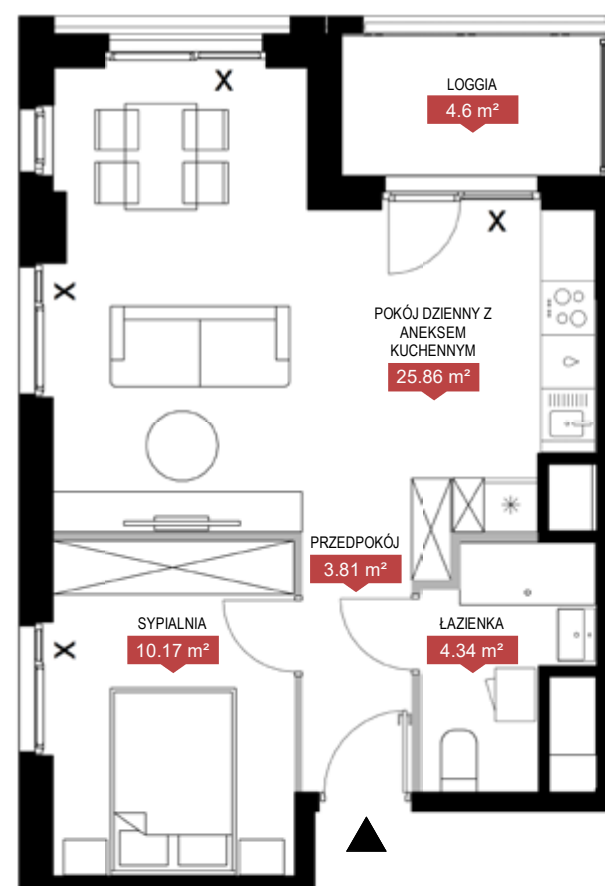 X
LOGGIA
4.6 m²
X
X
POKÓJ DZIENNY Z
ANEKSEM
KUCHENNYM
25.86 m²
PRZEDPOKÓJ
3.81 m²
SYPIALNIA
10.17 m²
ŁAZIENKA
4.34 m²
X